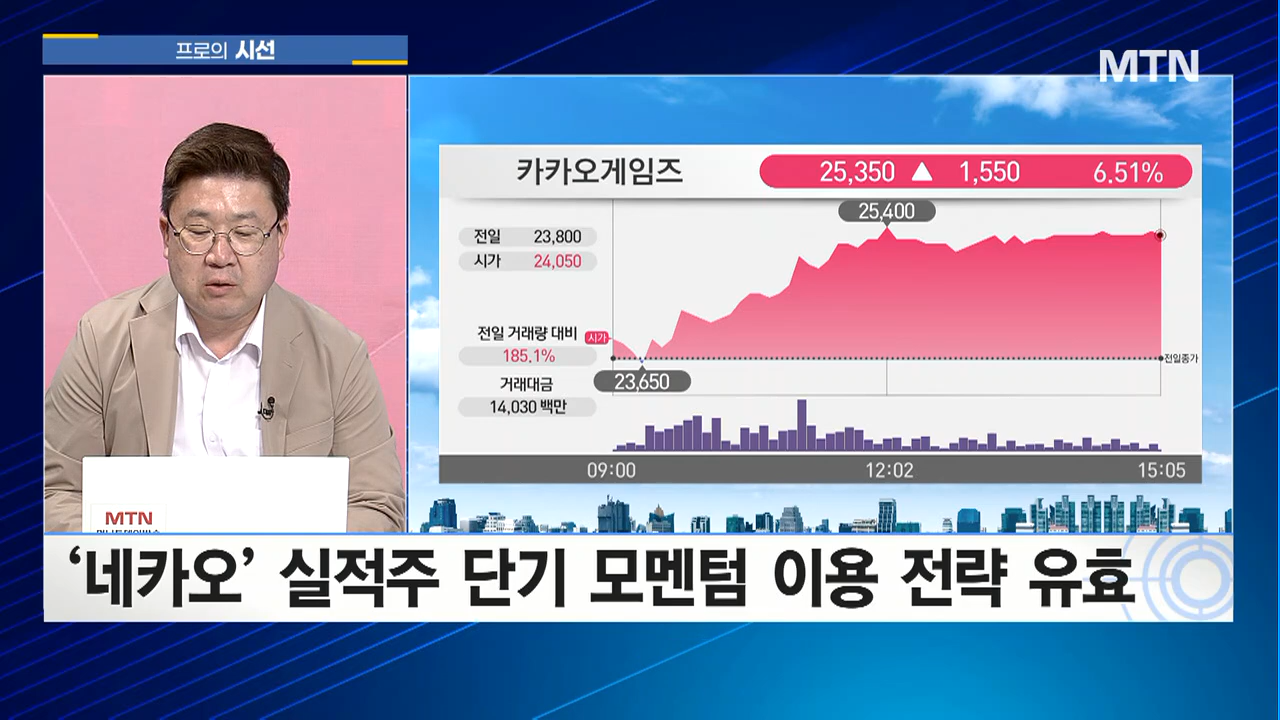 프로의 시선
MTN
카카오게임즈
25,350 ▲ 1,550 6.51%
25,400
전일 23,800
시가 24,050
전일 거래량 대비
시가
185.1%
전일종가
거래대금
23,650
14,030 백만
09:00 12:02 15:05
MTN
‘네카오’ 실적주 단기 모멘텀 이용 전략 유효